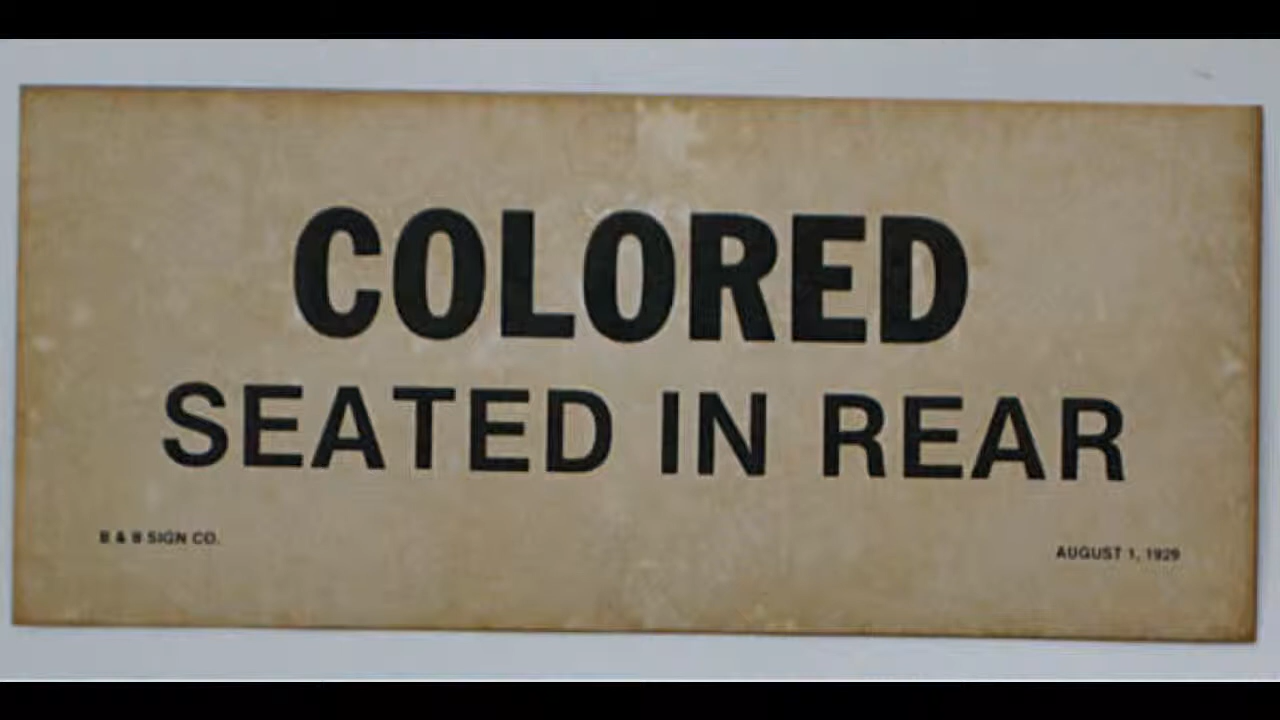 COLORED
SEATED IN REAR
B & B SIGN CO.
AUGUST 1, 1929